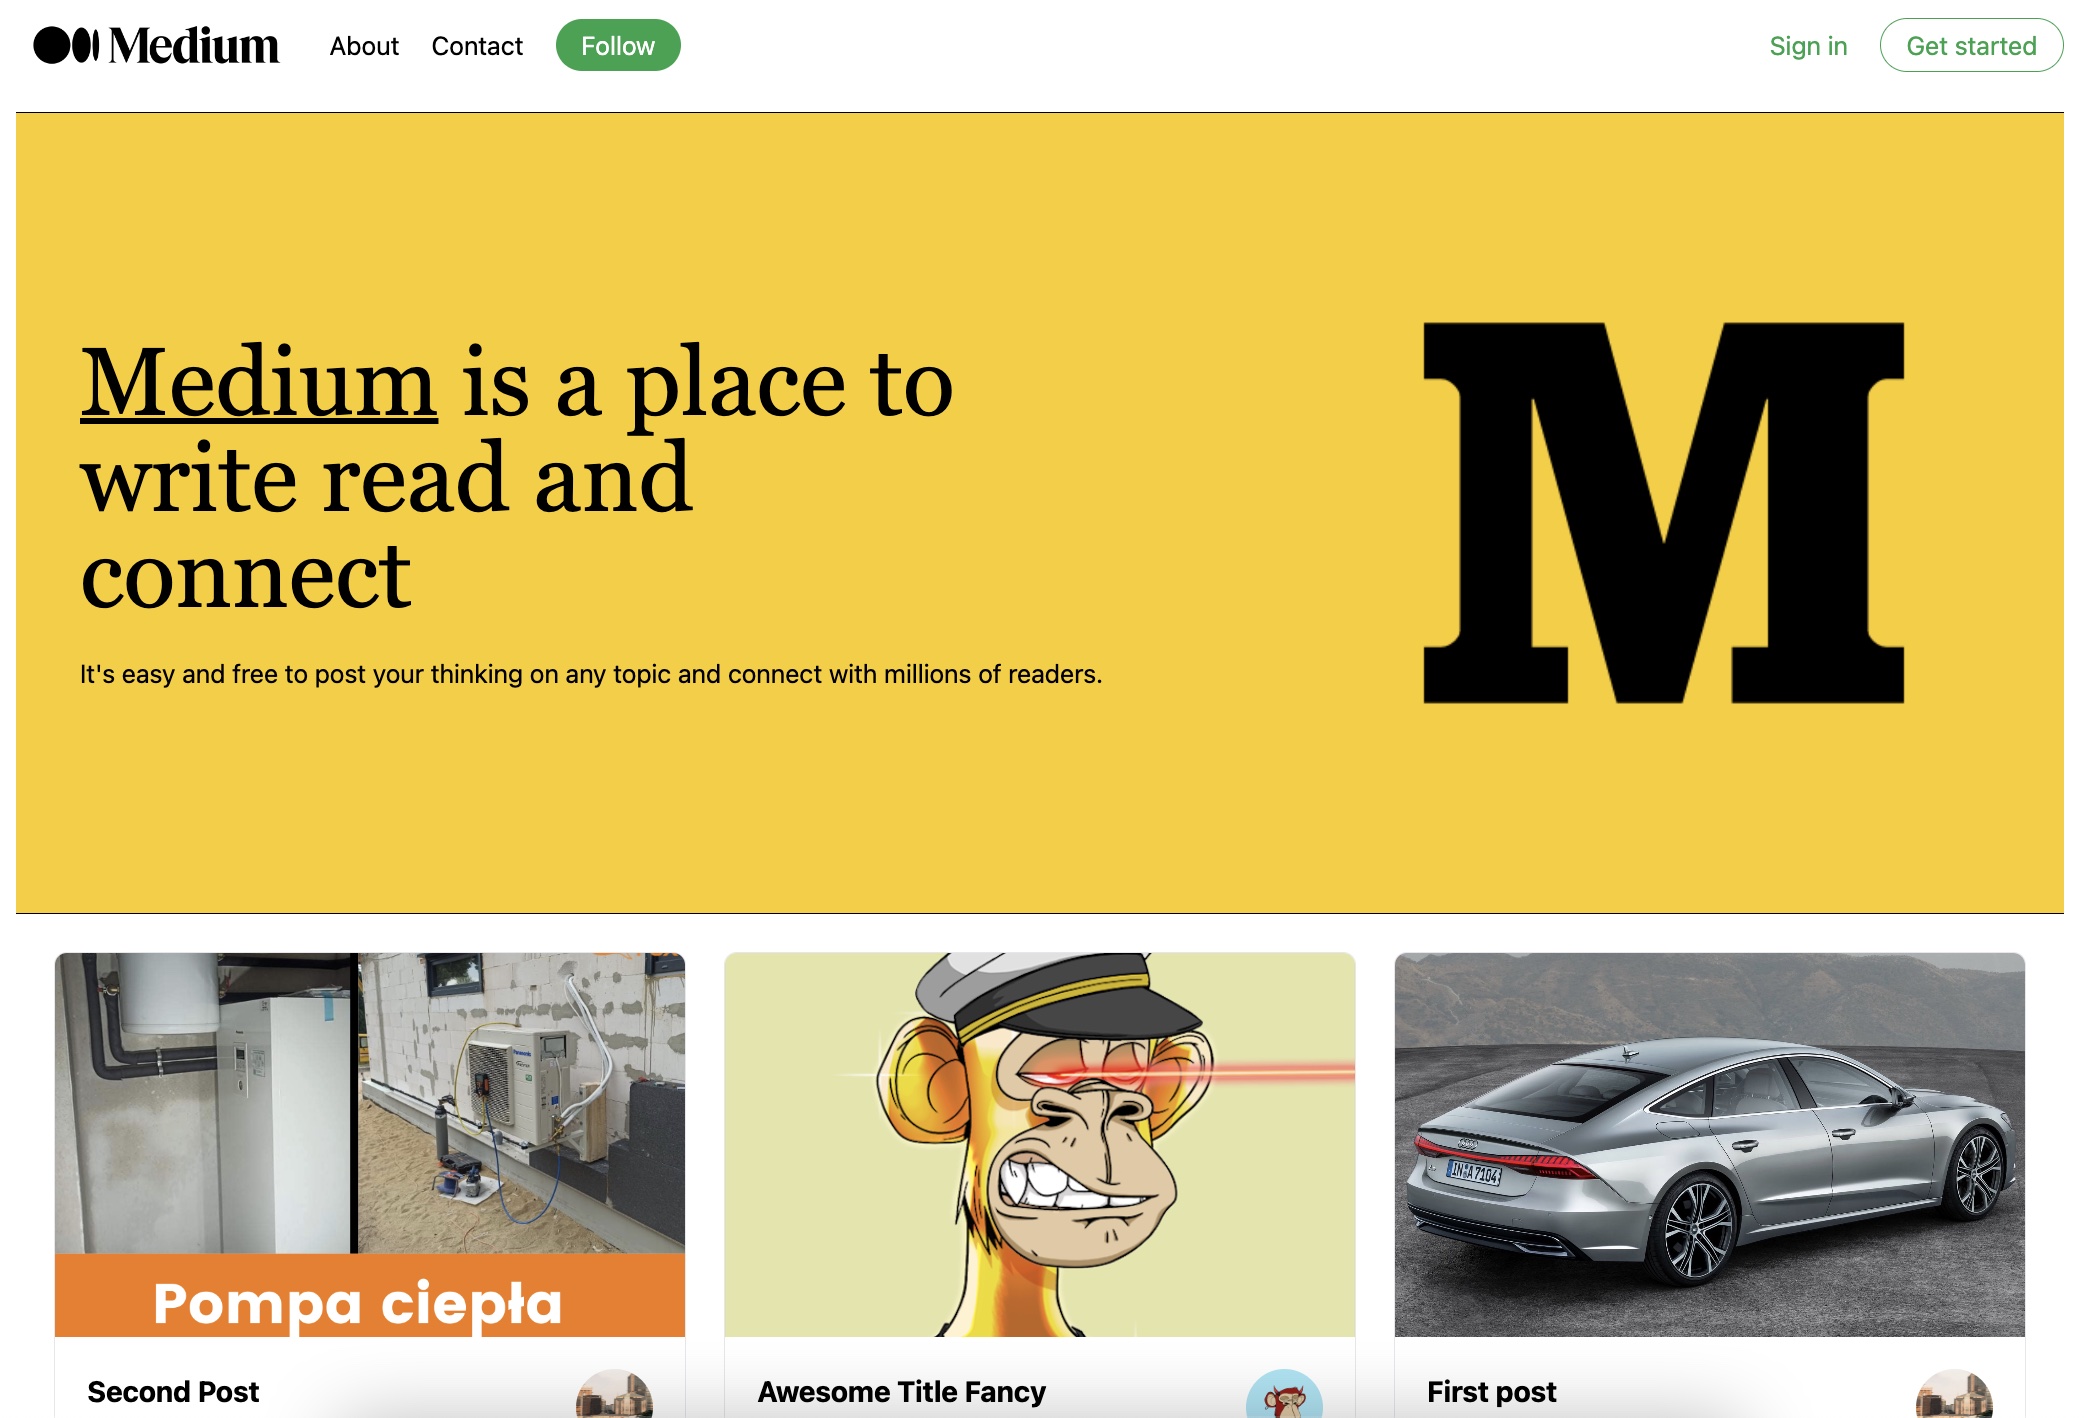 Medium
About
Contact
Follow
Sign in
Get started
Medium is a place to
write read and
connect
It's easy and free to post your thinking on any topic and connect with millions of readers.
M
Panasonic
IN A 7104
Pompa ciepła
Second Post
Awesome Title Fancy
First post